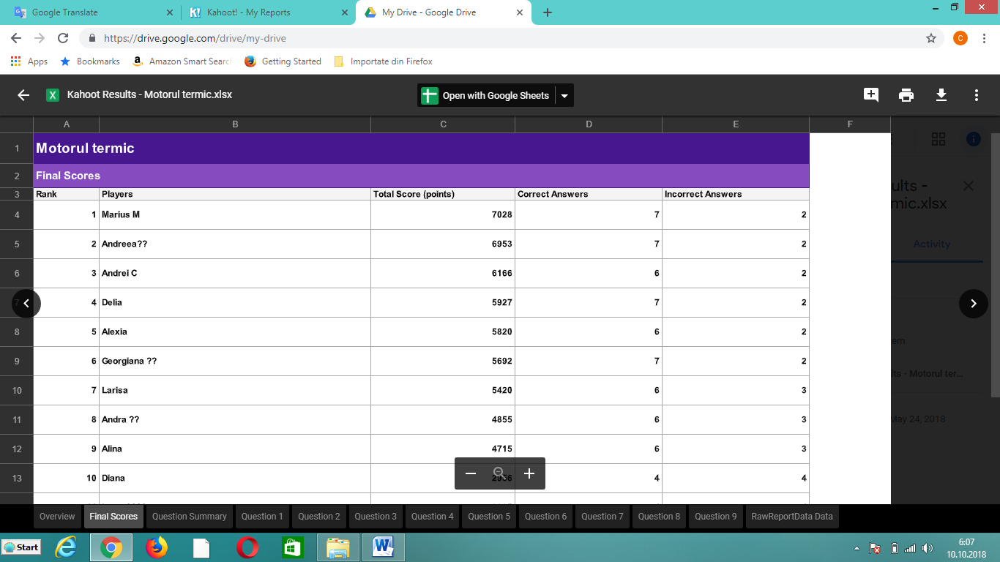 Google Translate
Kahoot! - My Reports
My Drive - Google Drive
https://drive.google.com/drive/my-drive
C
Apps Bookmarks Amazon Smart Searc Getting Started Importate din Firefox
Kahoot Results - Motorul termic.xlsx
Open with Google Sheets
A B C D E F
1 Motorul termic
2 Final Scores
3 Rank Players Total Score (points) Correct Answers Incorrect Answers
4 1 Marius M 7028 7 2
5 2 Andreea?? 6953 7 2
6 3 Andrei C 6166 6 2
7 4 Delia 5927 7 2
8 5 Alexia 5820 6 2
9 6 Georgiana ?? 5692 7 2
10 7 Larisa 5420 6 3
11 8 Andra ?? 4855 6 3
12 9 Alina 4715 6 3
13 10 Diana 4 4
ults -
mic.xlsx
Activity
em
lts - Motorul ter...
May 24, 2018
Overview Final Scores Question Summary Question 1 Question 2 Question 3 Question 4 Question 5 Question 6 Question 7 Question 8 Question 9 RawReportData Data
Start
6:07
10.10.2018